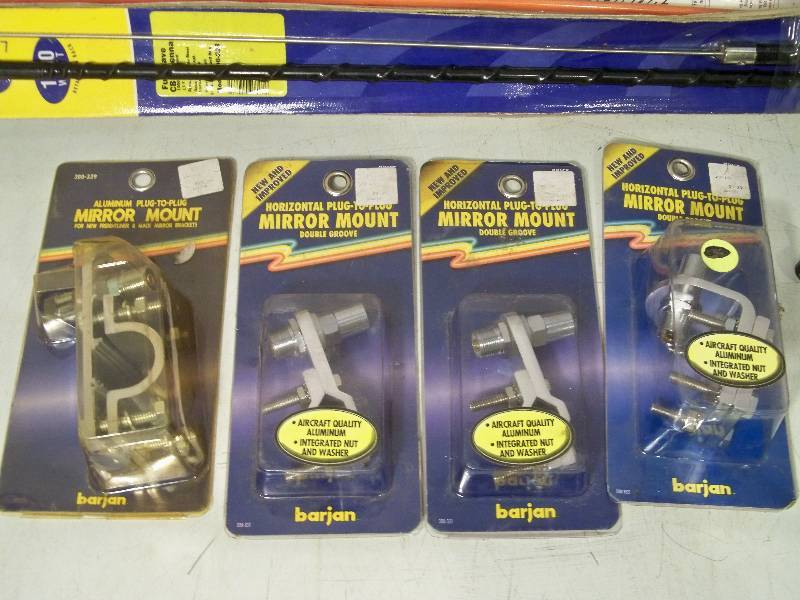 380-339
ALUMINUM PLUG-TO-PLUG
MIRROR MOUNT
FOR NEW FREIGHTLINER & MACK MIRROR BRACKETS
barjan
NEW AND
IMPROVED
HORIZONTAL PLUG-TO-PLUG
MIRROR MOUNT
DOUBLE GROOVE
• AIRCRAFT QUALITY
ALUMINUM
• INTEGRATED NUT
AND WASHER
barjan
NEW AND
IMPROVED
HORIZONTAL PLUG-TO-PLUG
MIRROR MOUNT
DOUBLE GROOVE
• AIRCRAFT QUALITY
ALUMINUM
• INTEGRATED NUT
AND WASHER
barjan
NEW AND
IMPROVED
HORIZONTAL PLUG-TO-PLUG
MIRROR MOUNT
DOUBLE GROOVE
• AIRCRAFT QUALITY
ALUMINUM
• INTEGRATED NUT
AND WASHER
barjan